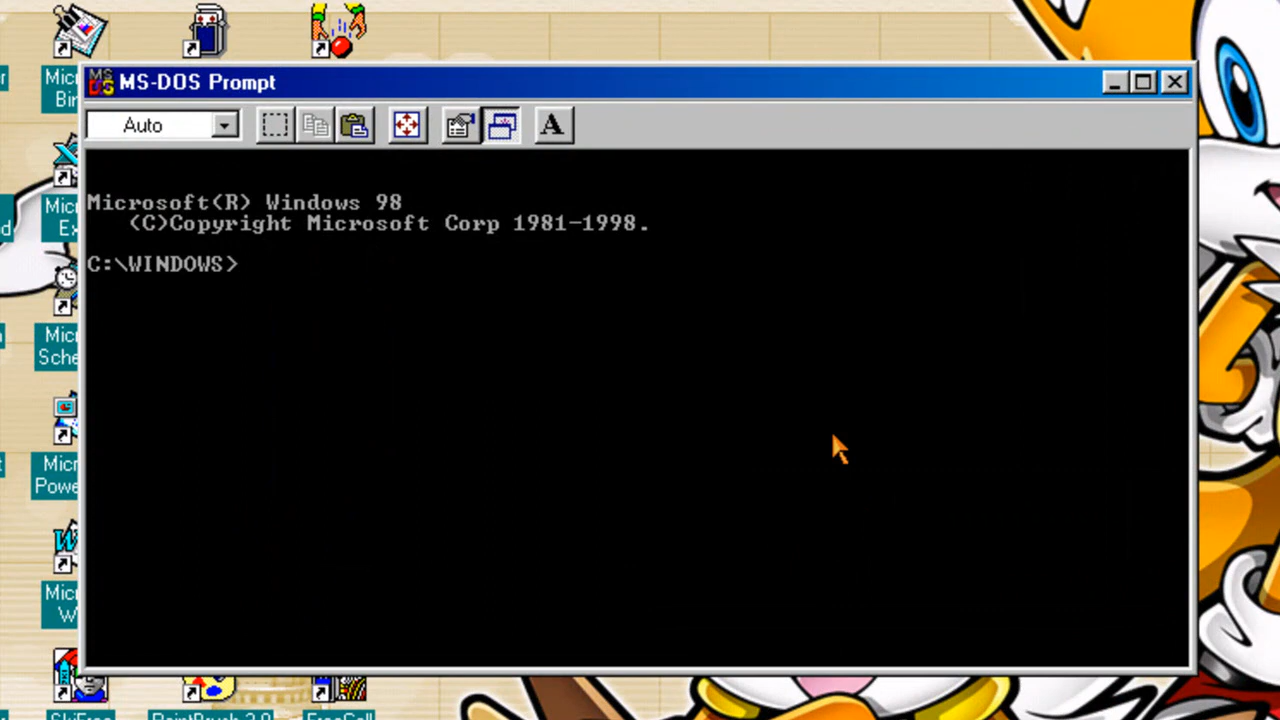 MS-DOS Prompt
Auto
A
Microsoft(R) Windows 98
(C)Copyright Microsoft Corp 1981-1998.
C:\WINDOWS>